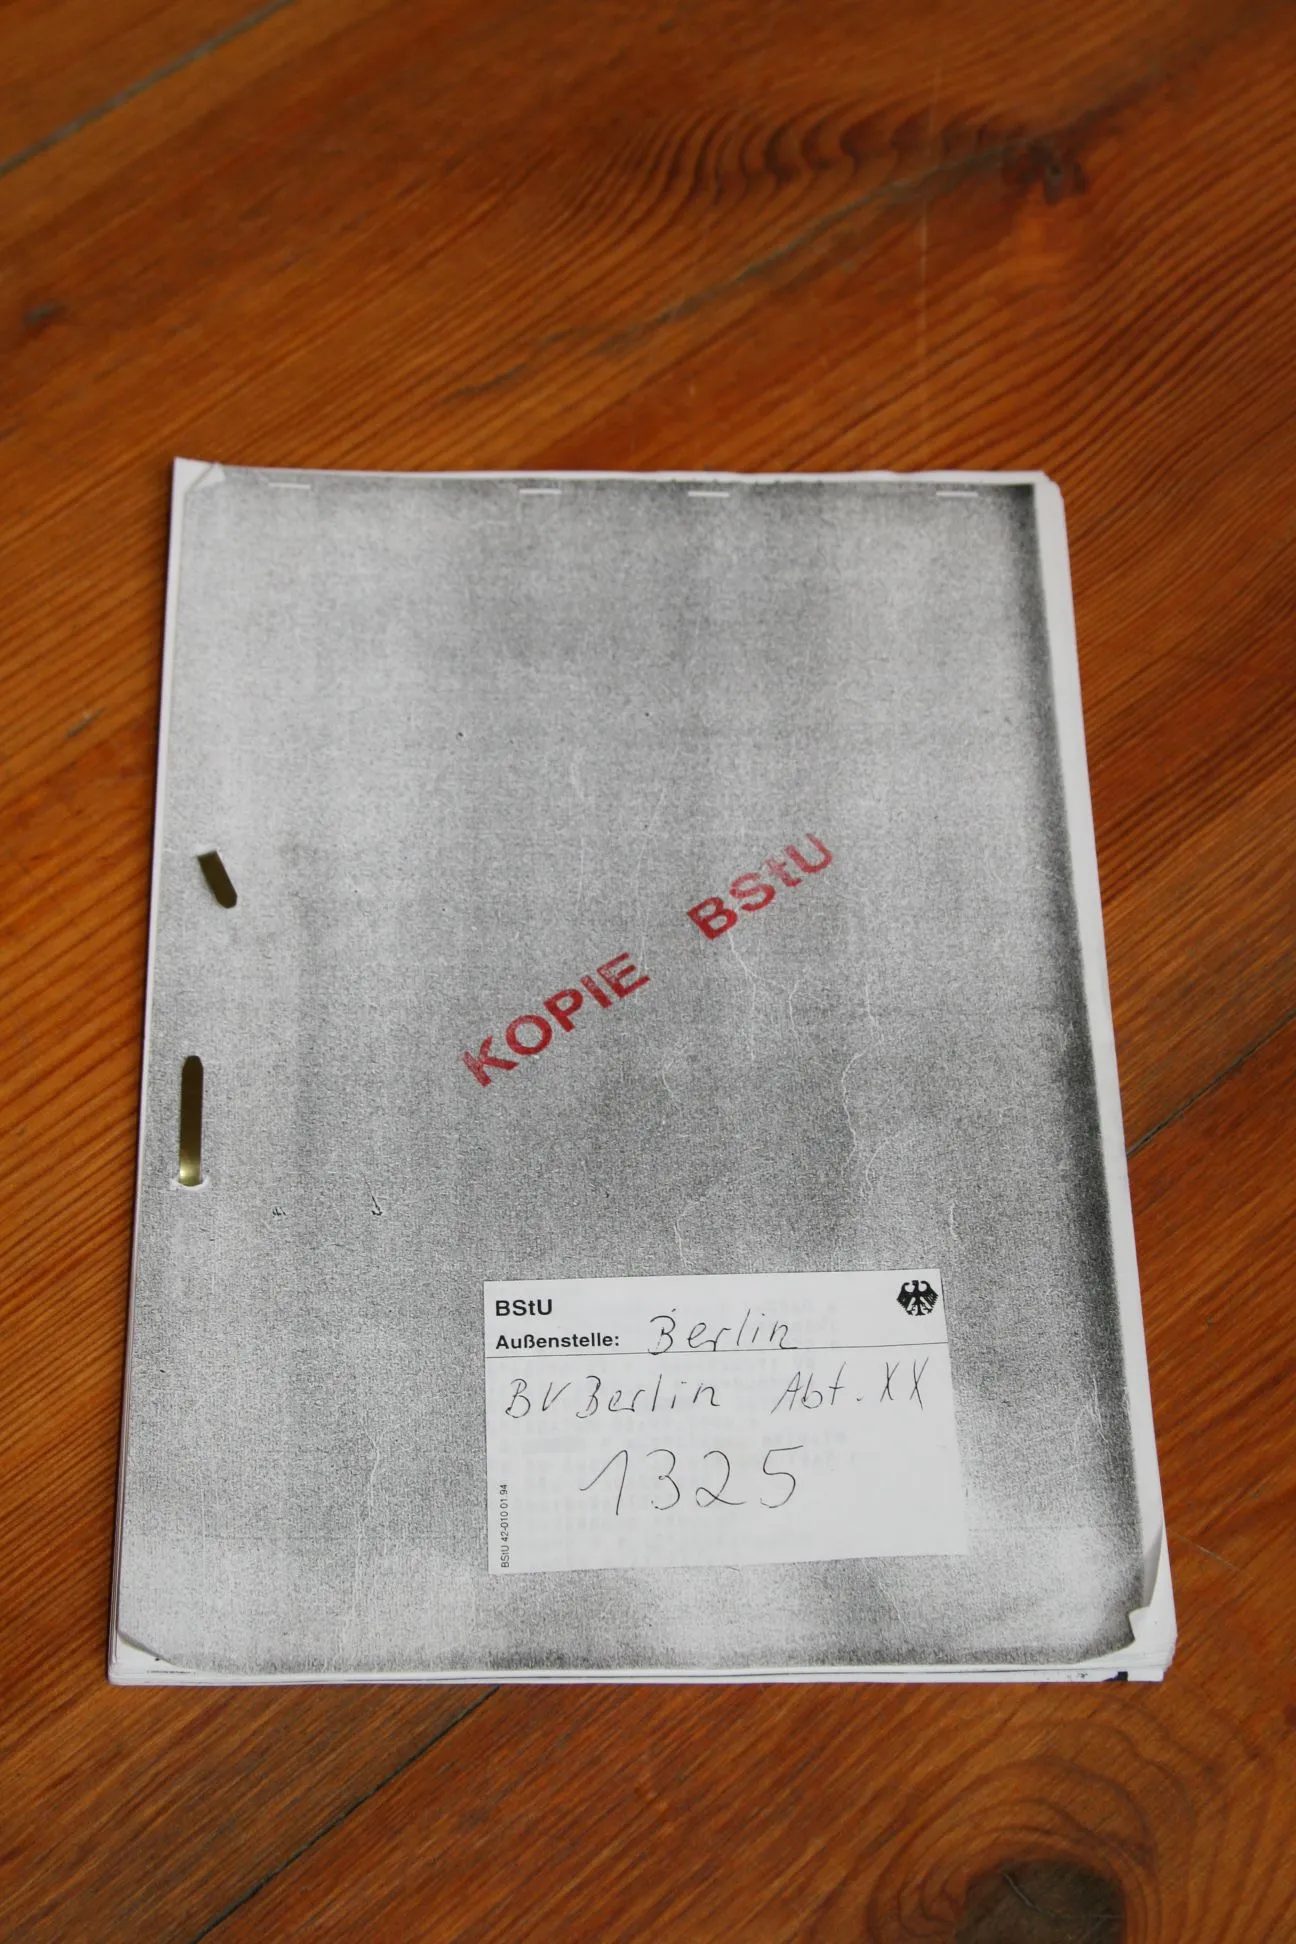 KOPIE BStU
BStU
Außenstelle: Berlin
BV Berlin Abt. XX
1325
BStU 42-010 01 94